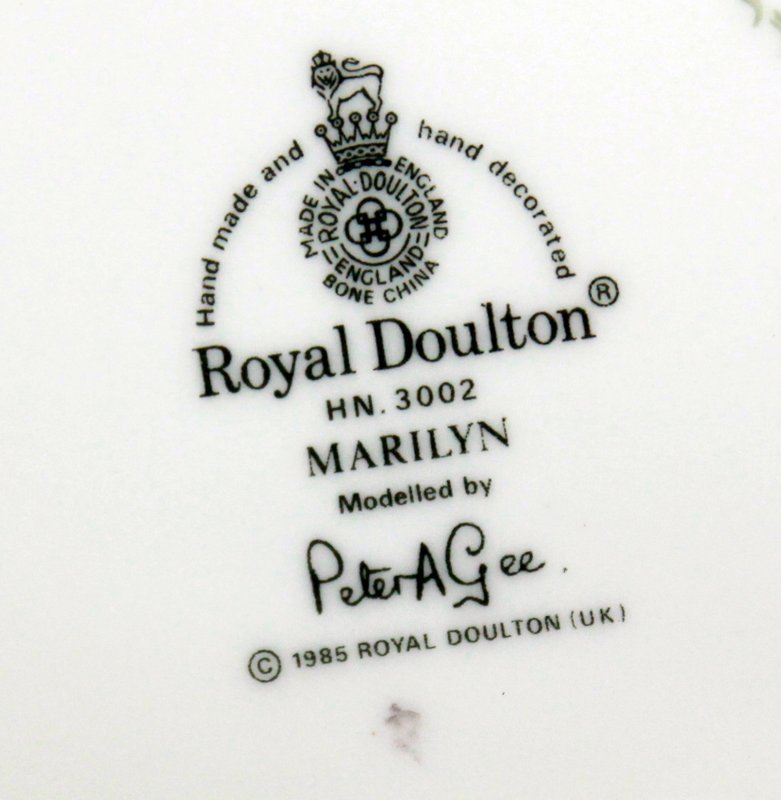 Hand made and hand decorated
MADE IN ENGLAND
ROYAL·DOULTON
ENGLAND
BONE CHINA
Royal Doulton®
HN. 3002
MARILYN
Modelled by
Peter A Gee.
© 1985 ROYAL DOULTON (UK)